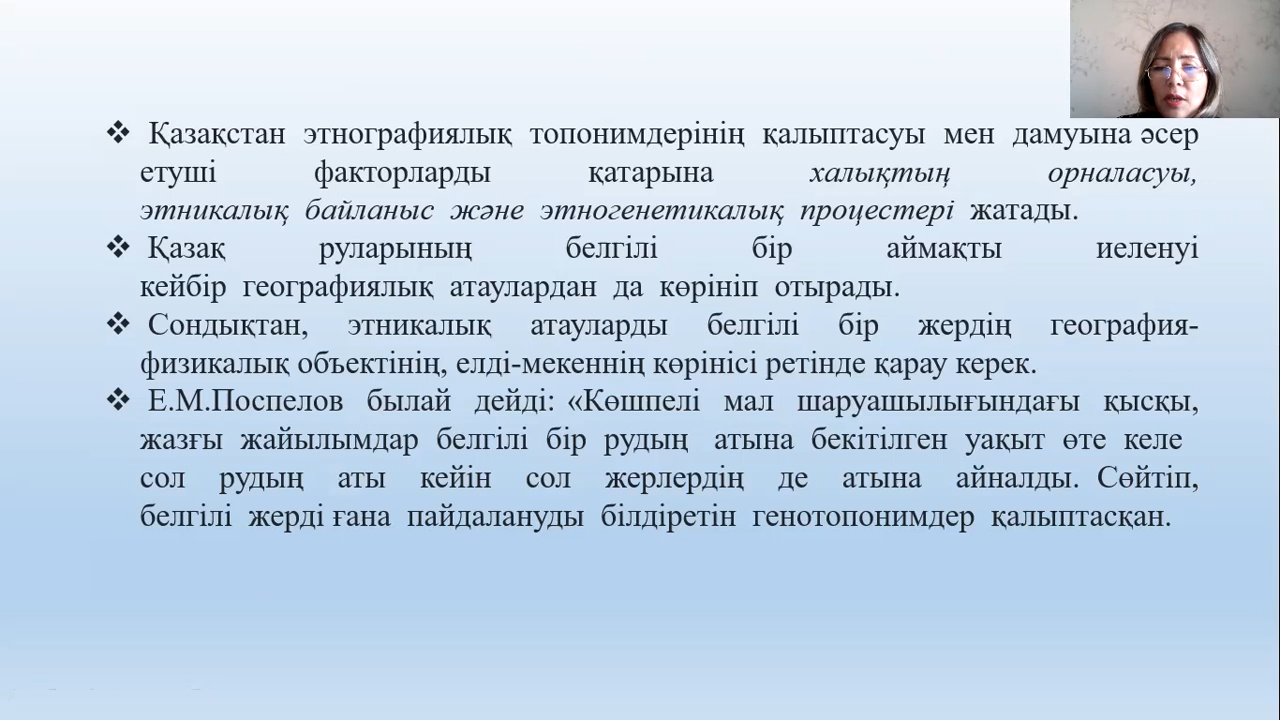 ❖ Қазақстан этнографиялық топонимдерінің қалыптасуы мен дамуына әсер
етуші факторларды қатарына халықтың орналасуы,
этникалық байланыс және этногенетикалық процестері жатады.
❖ Қазақ руларының белгілі бір аймақты иеленуі
кейбір географиялық атаулардан да көрініп отырады.
❖ Сондықтан, этникалық атауларды белгілі бір жердің география-
физикалық объектінің, елді-мекеннің көрінісі ретінде қарау керек.
❖ Е.М.Поспелов былай дейді: «Көшпелі мал шаруашылығындағы қысқы,
жазғы жайылымдар белгілі бір рудың атына бекітілген уақыт өте келе
сол рудың аты кейін сол жерлердің де атына айналды. Сөйтіп,
белгілі жерді ғана пайдалануды білдіретін генотопонимдер қалыптасқан.